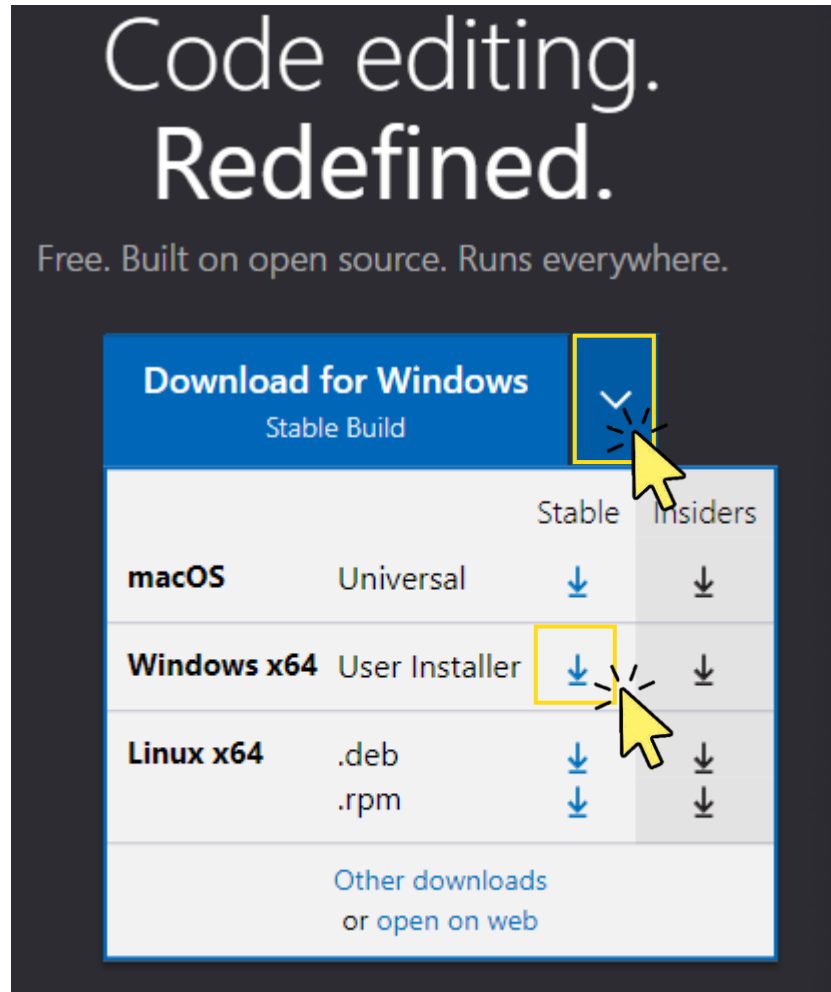 Code editing.
Redefined.
Free. Built on open source. Runs everywhere.
Download for Windows
Stable Build
Stable Insiders
macOS Universal
Windows x64 User Installer
Linux x64 .deb
.rpm
Other downloads
or open on web